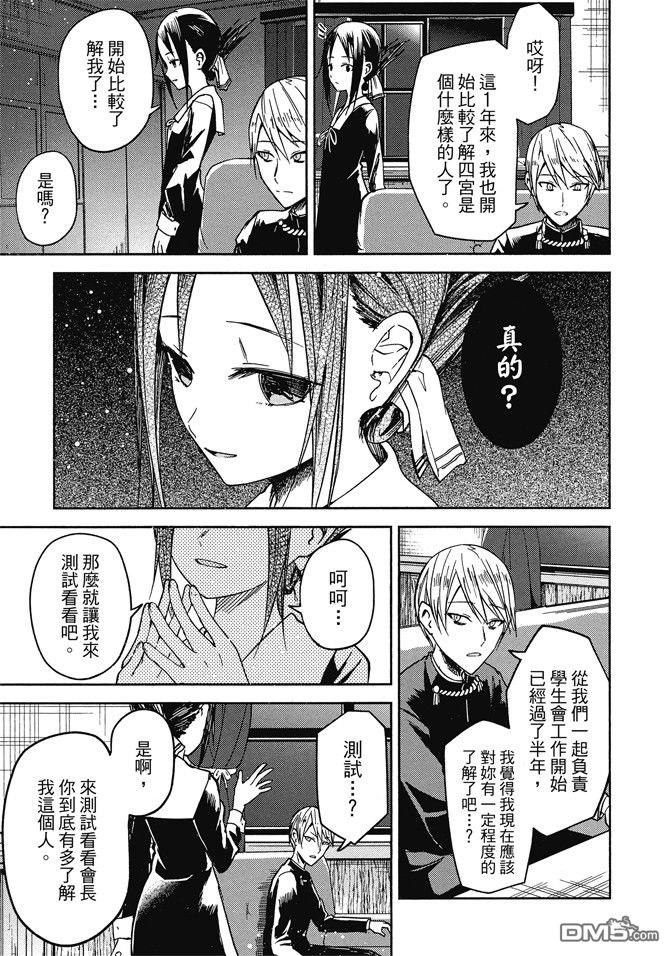 哎呀！
這1年來，我也開
始比較了解四宮是
個什麼樣的人了。
開始比較了
解我了…
是嗎？
真的？
從我們一起負責
學生會工作開始
已經過了半年，
我覺得我現在應該
對妳有一定程度的
了解了吧…？
呵呵…
那麼就讓我來
測試看看吧。
測試…？
是啊，
來測試看看會長
你到底有多了解
我這個人。
DM5.com